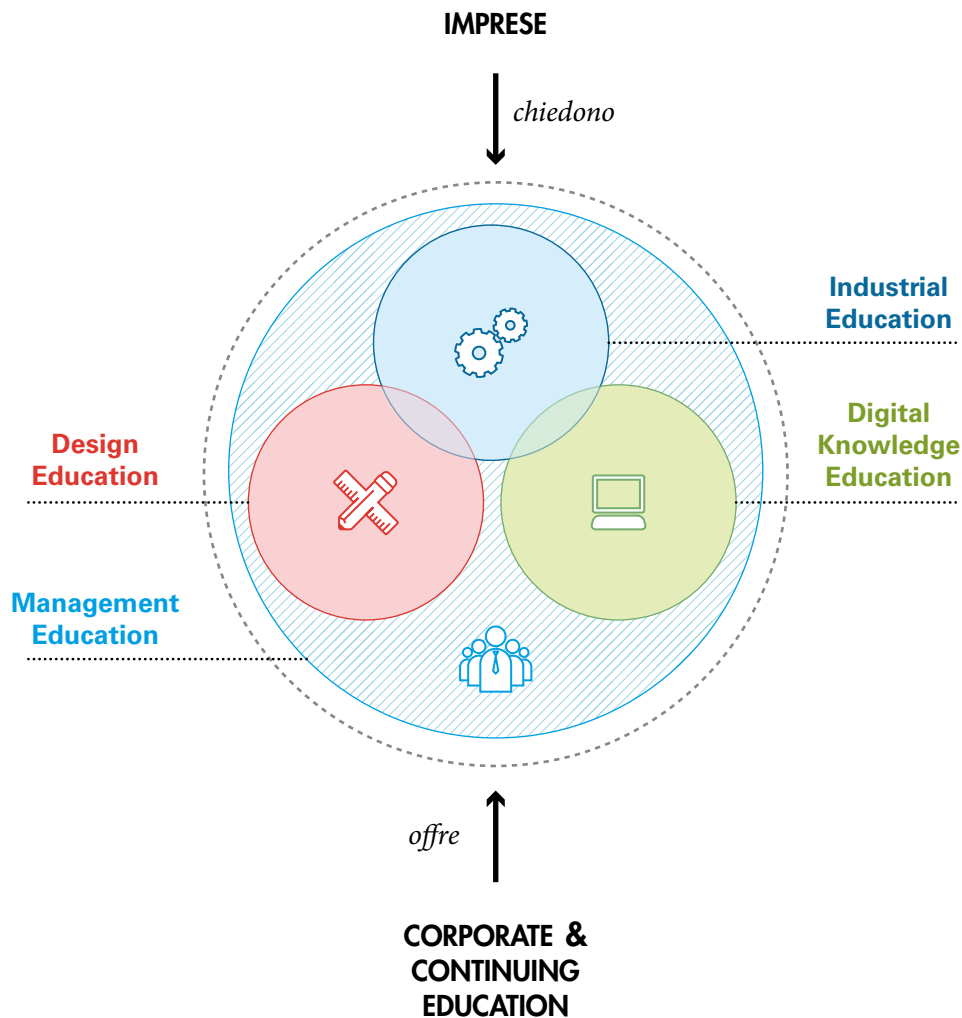 IMPRESE
chiedono
Industrial
Education
Digital
Knowledge
Education
Design
Education
Management
Education
offre
CORPORATE &
CONTINUING
EDUCATION